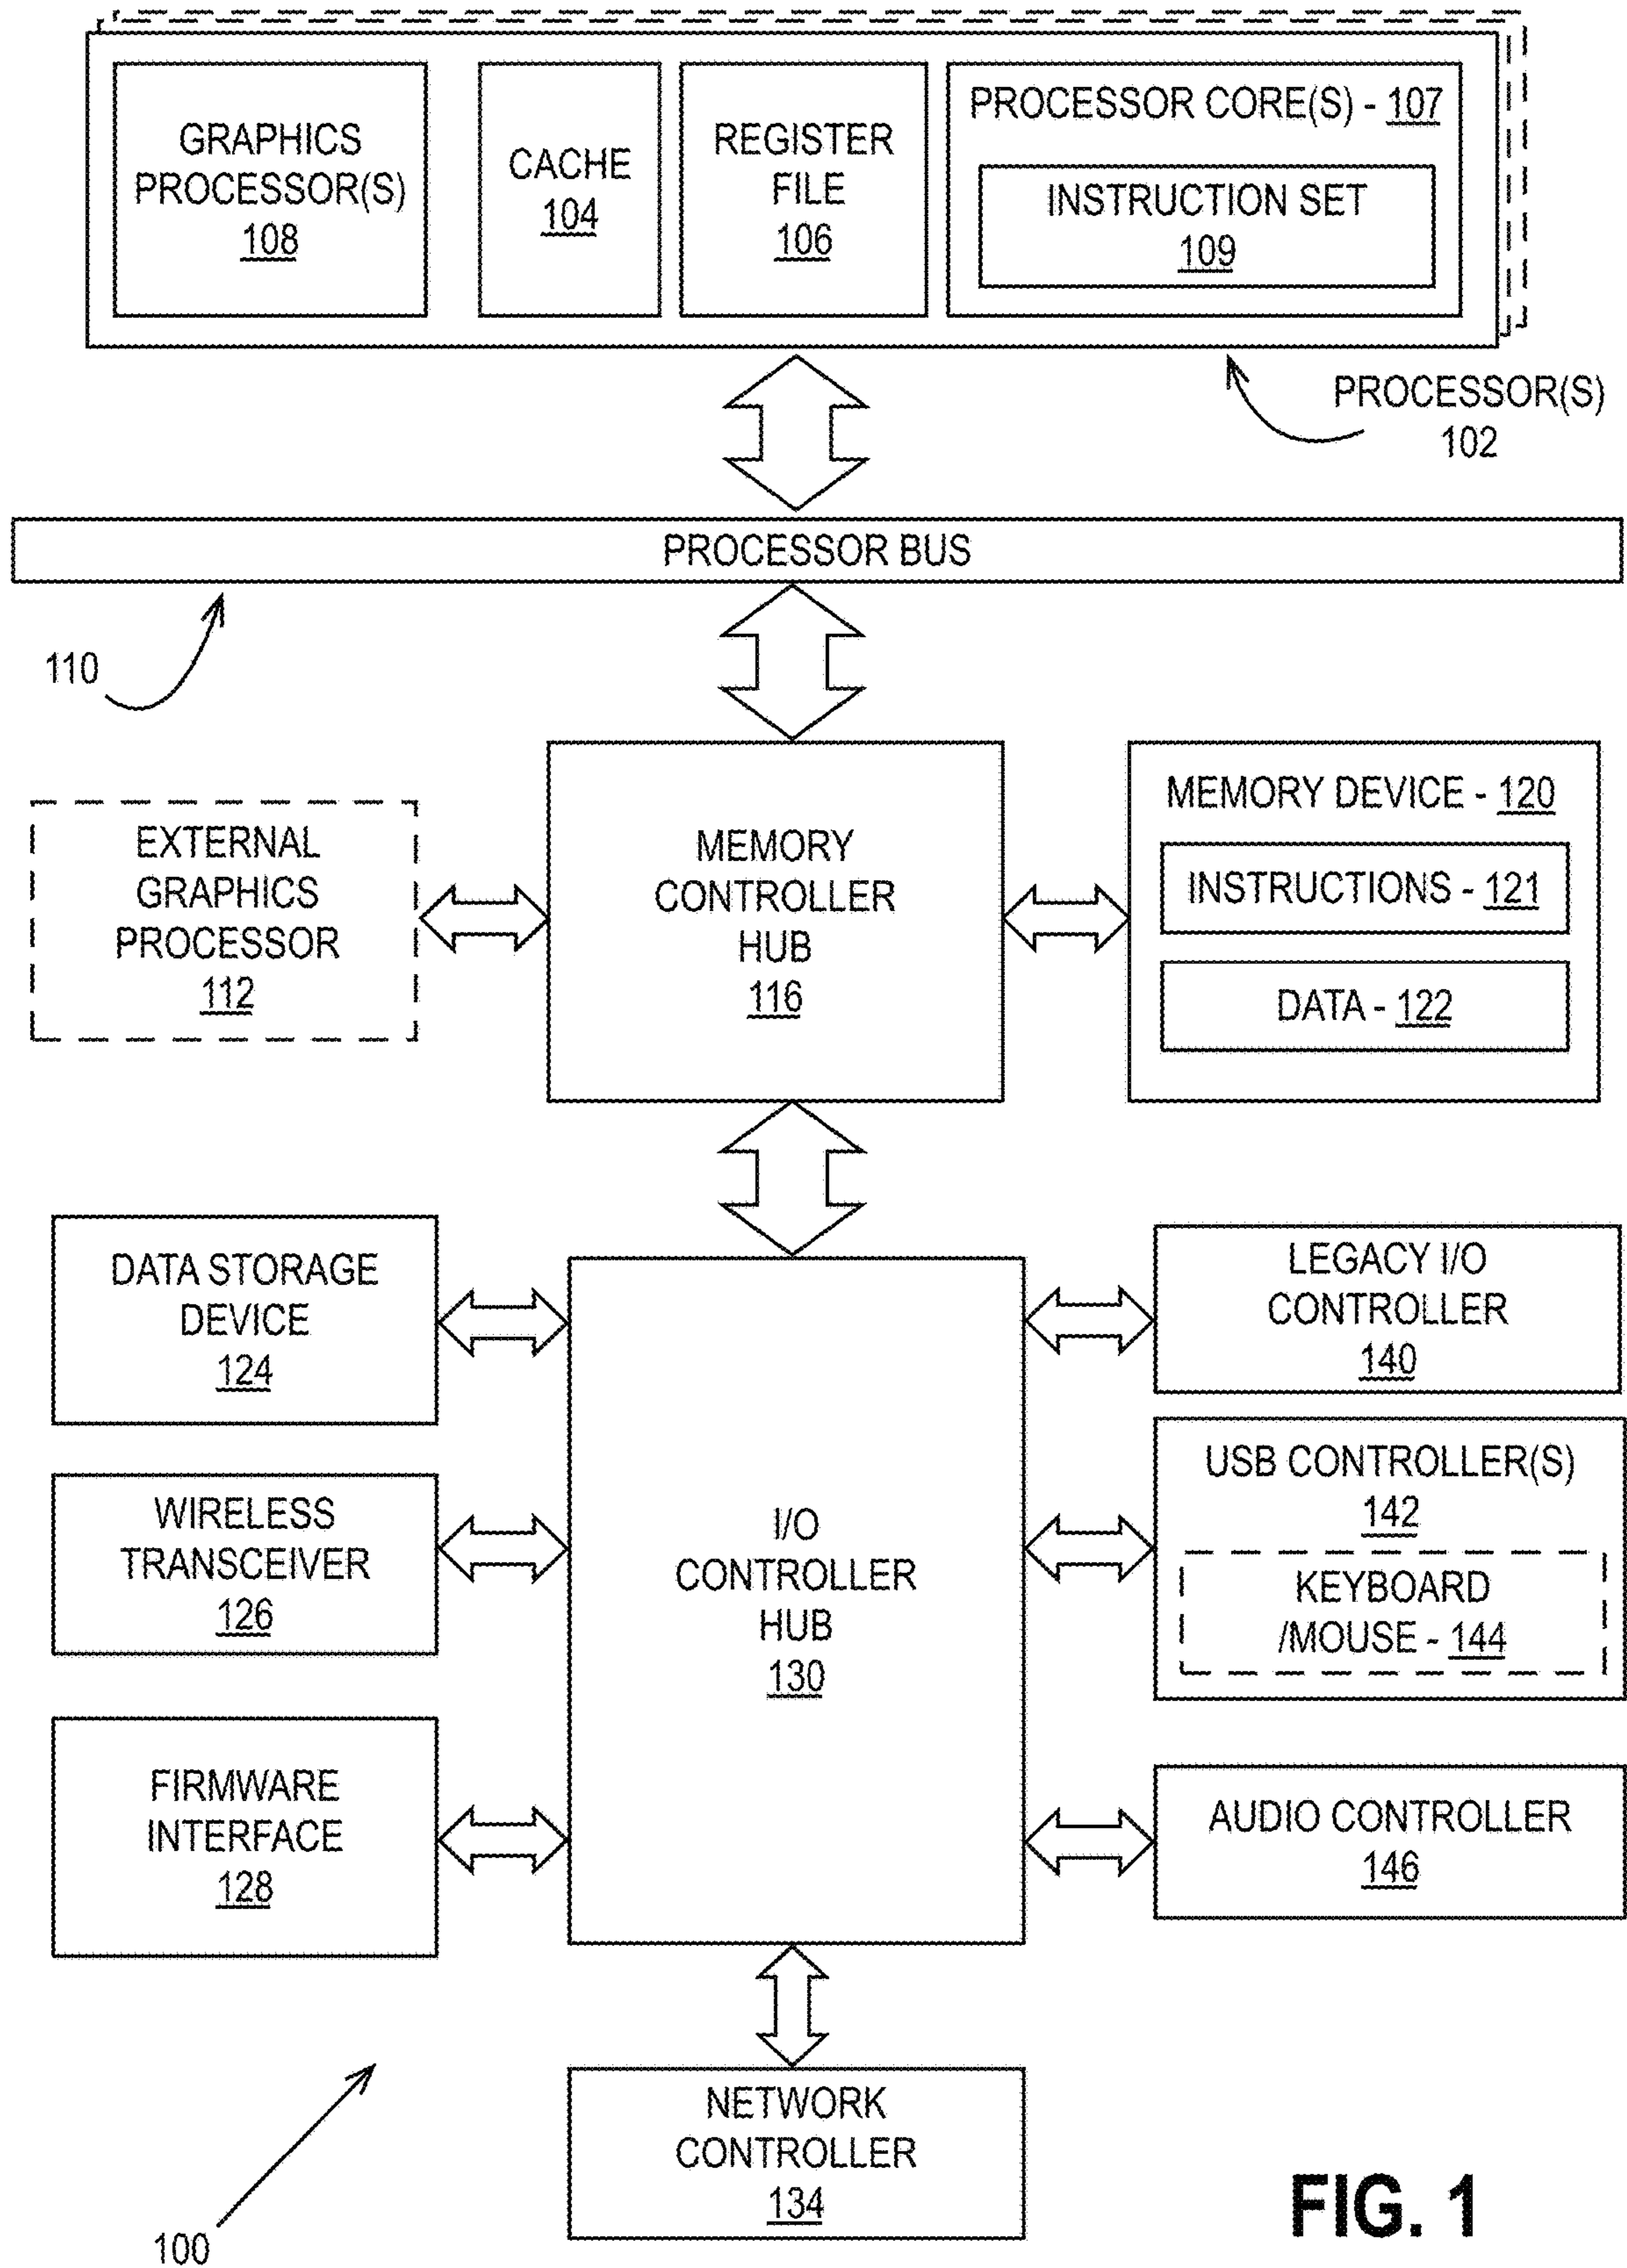 GRAPHICS
PROCESSOR(S)
108
CACHE
104
REGISTER
FILE
106
PROCESSOR CORE(S) - 107
INSTRUCTION SET
109
PROCESSOR(S)
102
PROCESSOR BUS
110
EXTERNAL
GRAPHICS
PROCESSOR
112
MEMORY
CONTROLLER
HUB
116
MEMORY DEVICE - 120
INSTRUCTIONS - 121
DATA - 122
DATA STORAGE
DEVICE
124
WIRELESS
TRANSCEIVER
126
FIRMWARE
INTERFACE
128
I/O
CONTROLLER
HUB
130
LEGACY I/O
CONTROLLER
140
USB CONTROLLER(S)
142
KEYBOARD
/MOUSE - 144
AUDIO CONTROLLER
146
NETWORK
CONTROLLER
134
100
FIG. 1